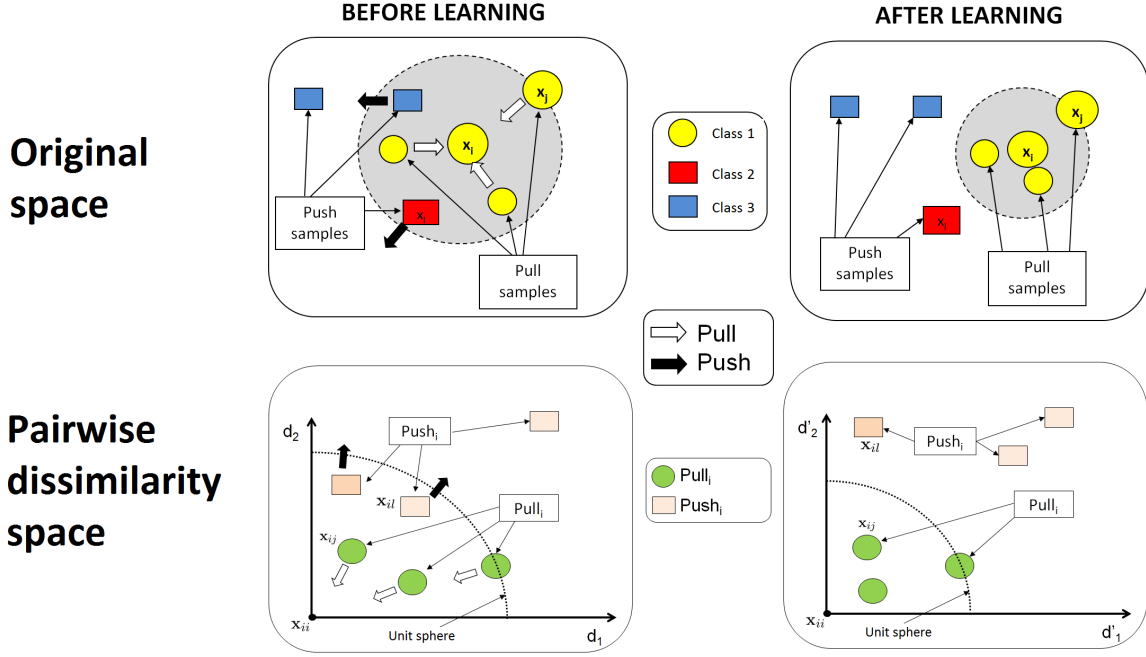 BEFORE LEARNING
AFTER LEARNING
Original
space
x_j
x_i
x_l
Push
samples
Pull
samples
Class 1
Class 2
Class 3
x_j
x_i
x_l
Push
samples
Pull
samples
Pull
Push
Pairwise
dissimilarity
space
d_2
Push_i
x_il
Pull_i
x_ij
x_ii
Unit sphere
d_1
Pull_i
Push_i
d'_2
Push_i
x_il
Pull_i
x_ij
x_ii
Unit sphere
d'_1